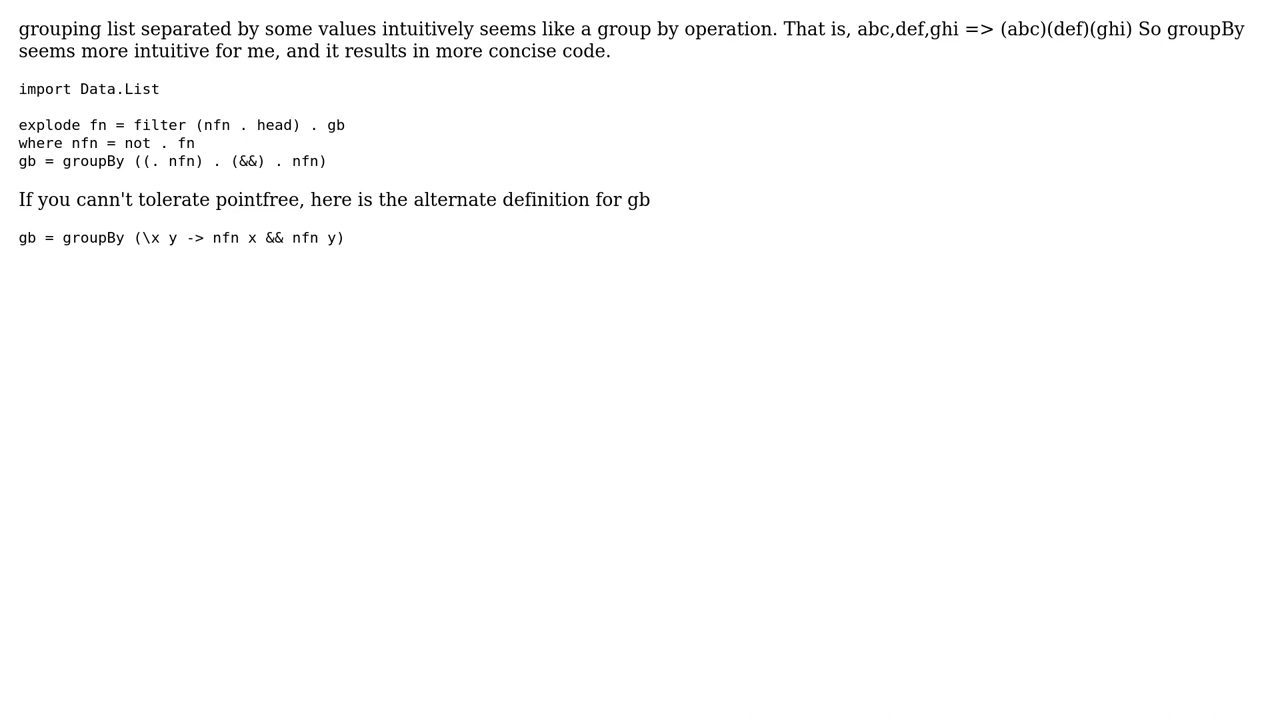 grouping list separated by some values intuitively seems like a group by operation. That is, abc,def,ghi => (abc)(def)(ghi) So groupBy
seems more intuitive for me, and it results in more concise code.
import Data.List
explode fn = filter (nfn . head) . gb
where nfn = not . fn
gb = groupBy ((. nfn) . (&&) . nfn)
If you cann't tolerate pointfree, here is the alternate definition for gb
gb = groupBy (\x y -> nfn x && nfn y)